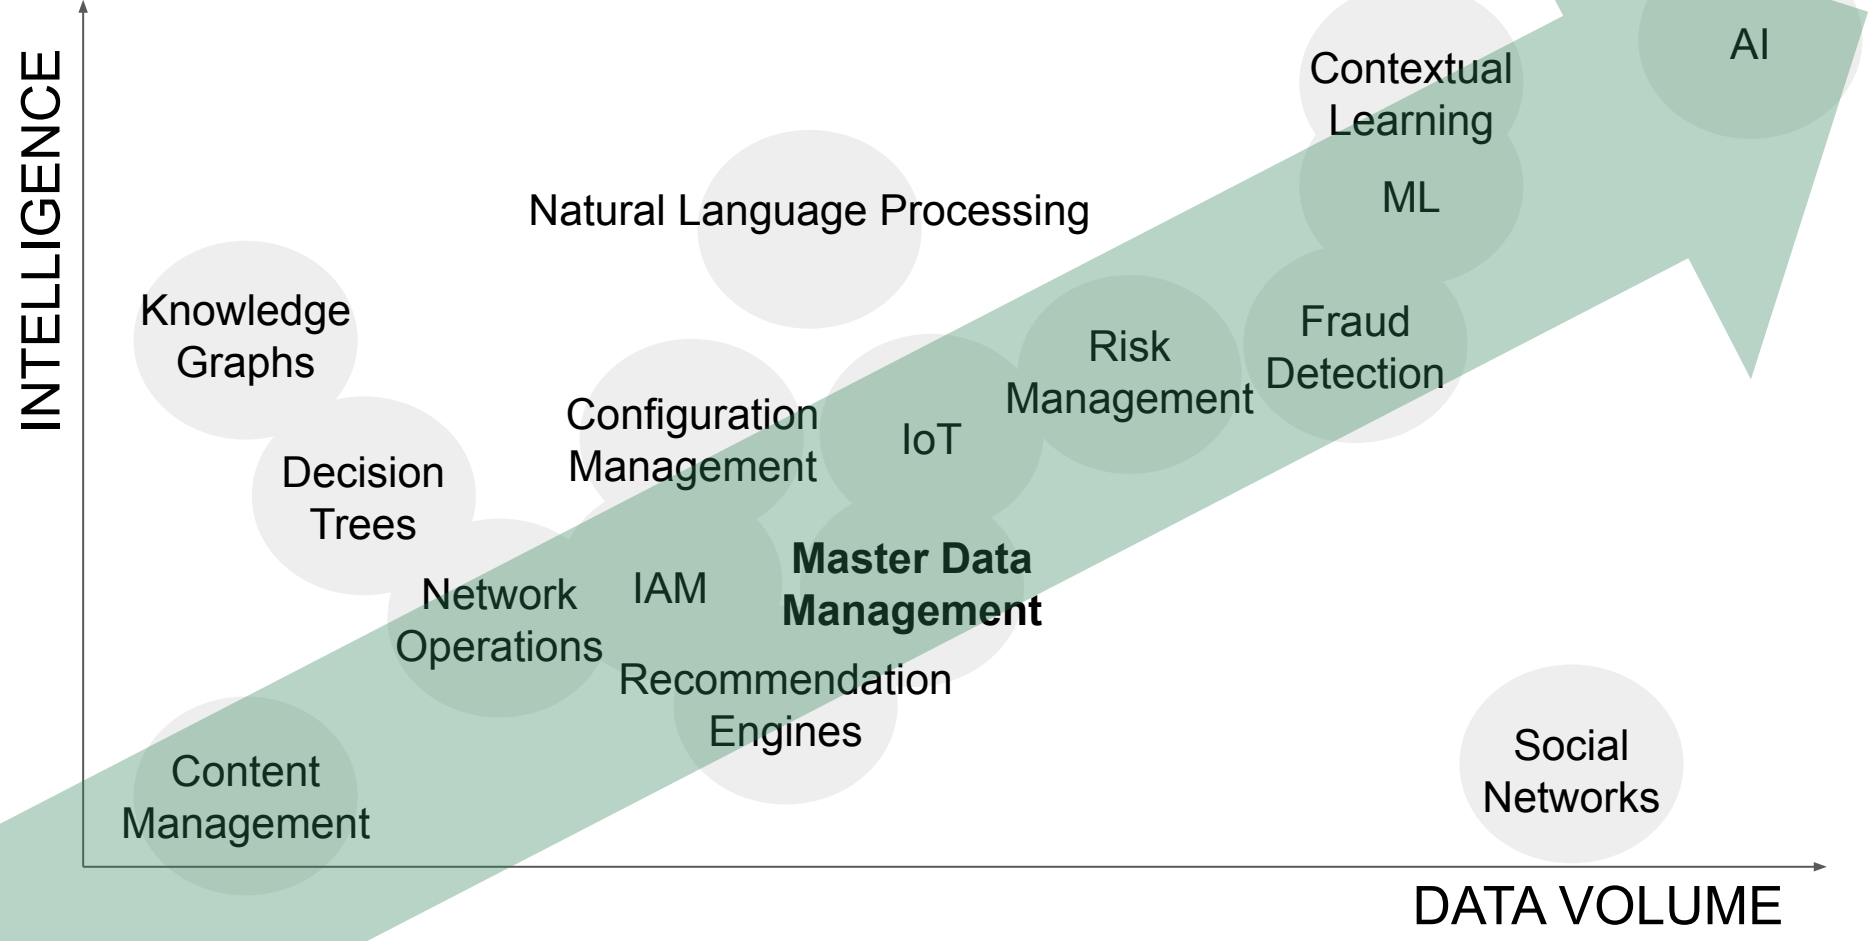 INTELLIGENCE
AI
Contextual
Learning
ML
Natural Language Processing
Knowledge
Graphs
Risk
Management
Fraud
Detection
Configuration
Management
IoT
Decision
Trees
Master Data
Management
Network
Operations
IAM
Recommendation
Engines
Content
Management
Social
Networks
DATA VOLUME